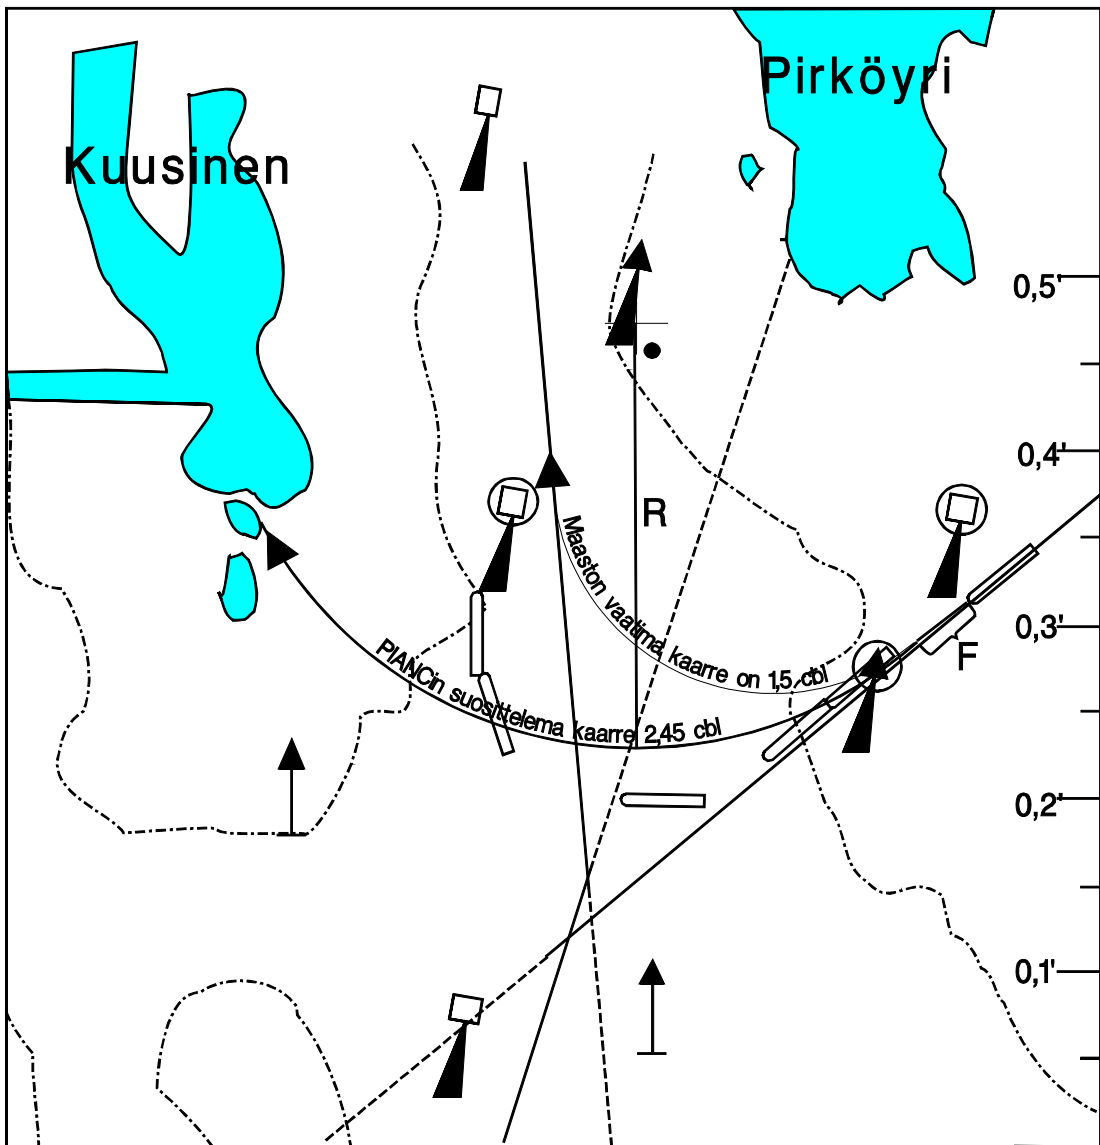 Pirköyri
Kuusinen
0,5'
0,4'
R
Maaston vaatima kaarre on 1,5 cbl
0,3'
F
PIANCin suosittelema kaarre 2,45 cbl
0,2'
0,1'